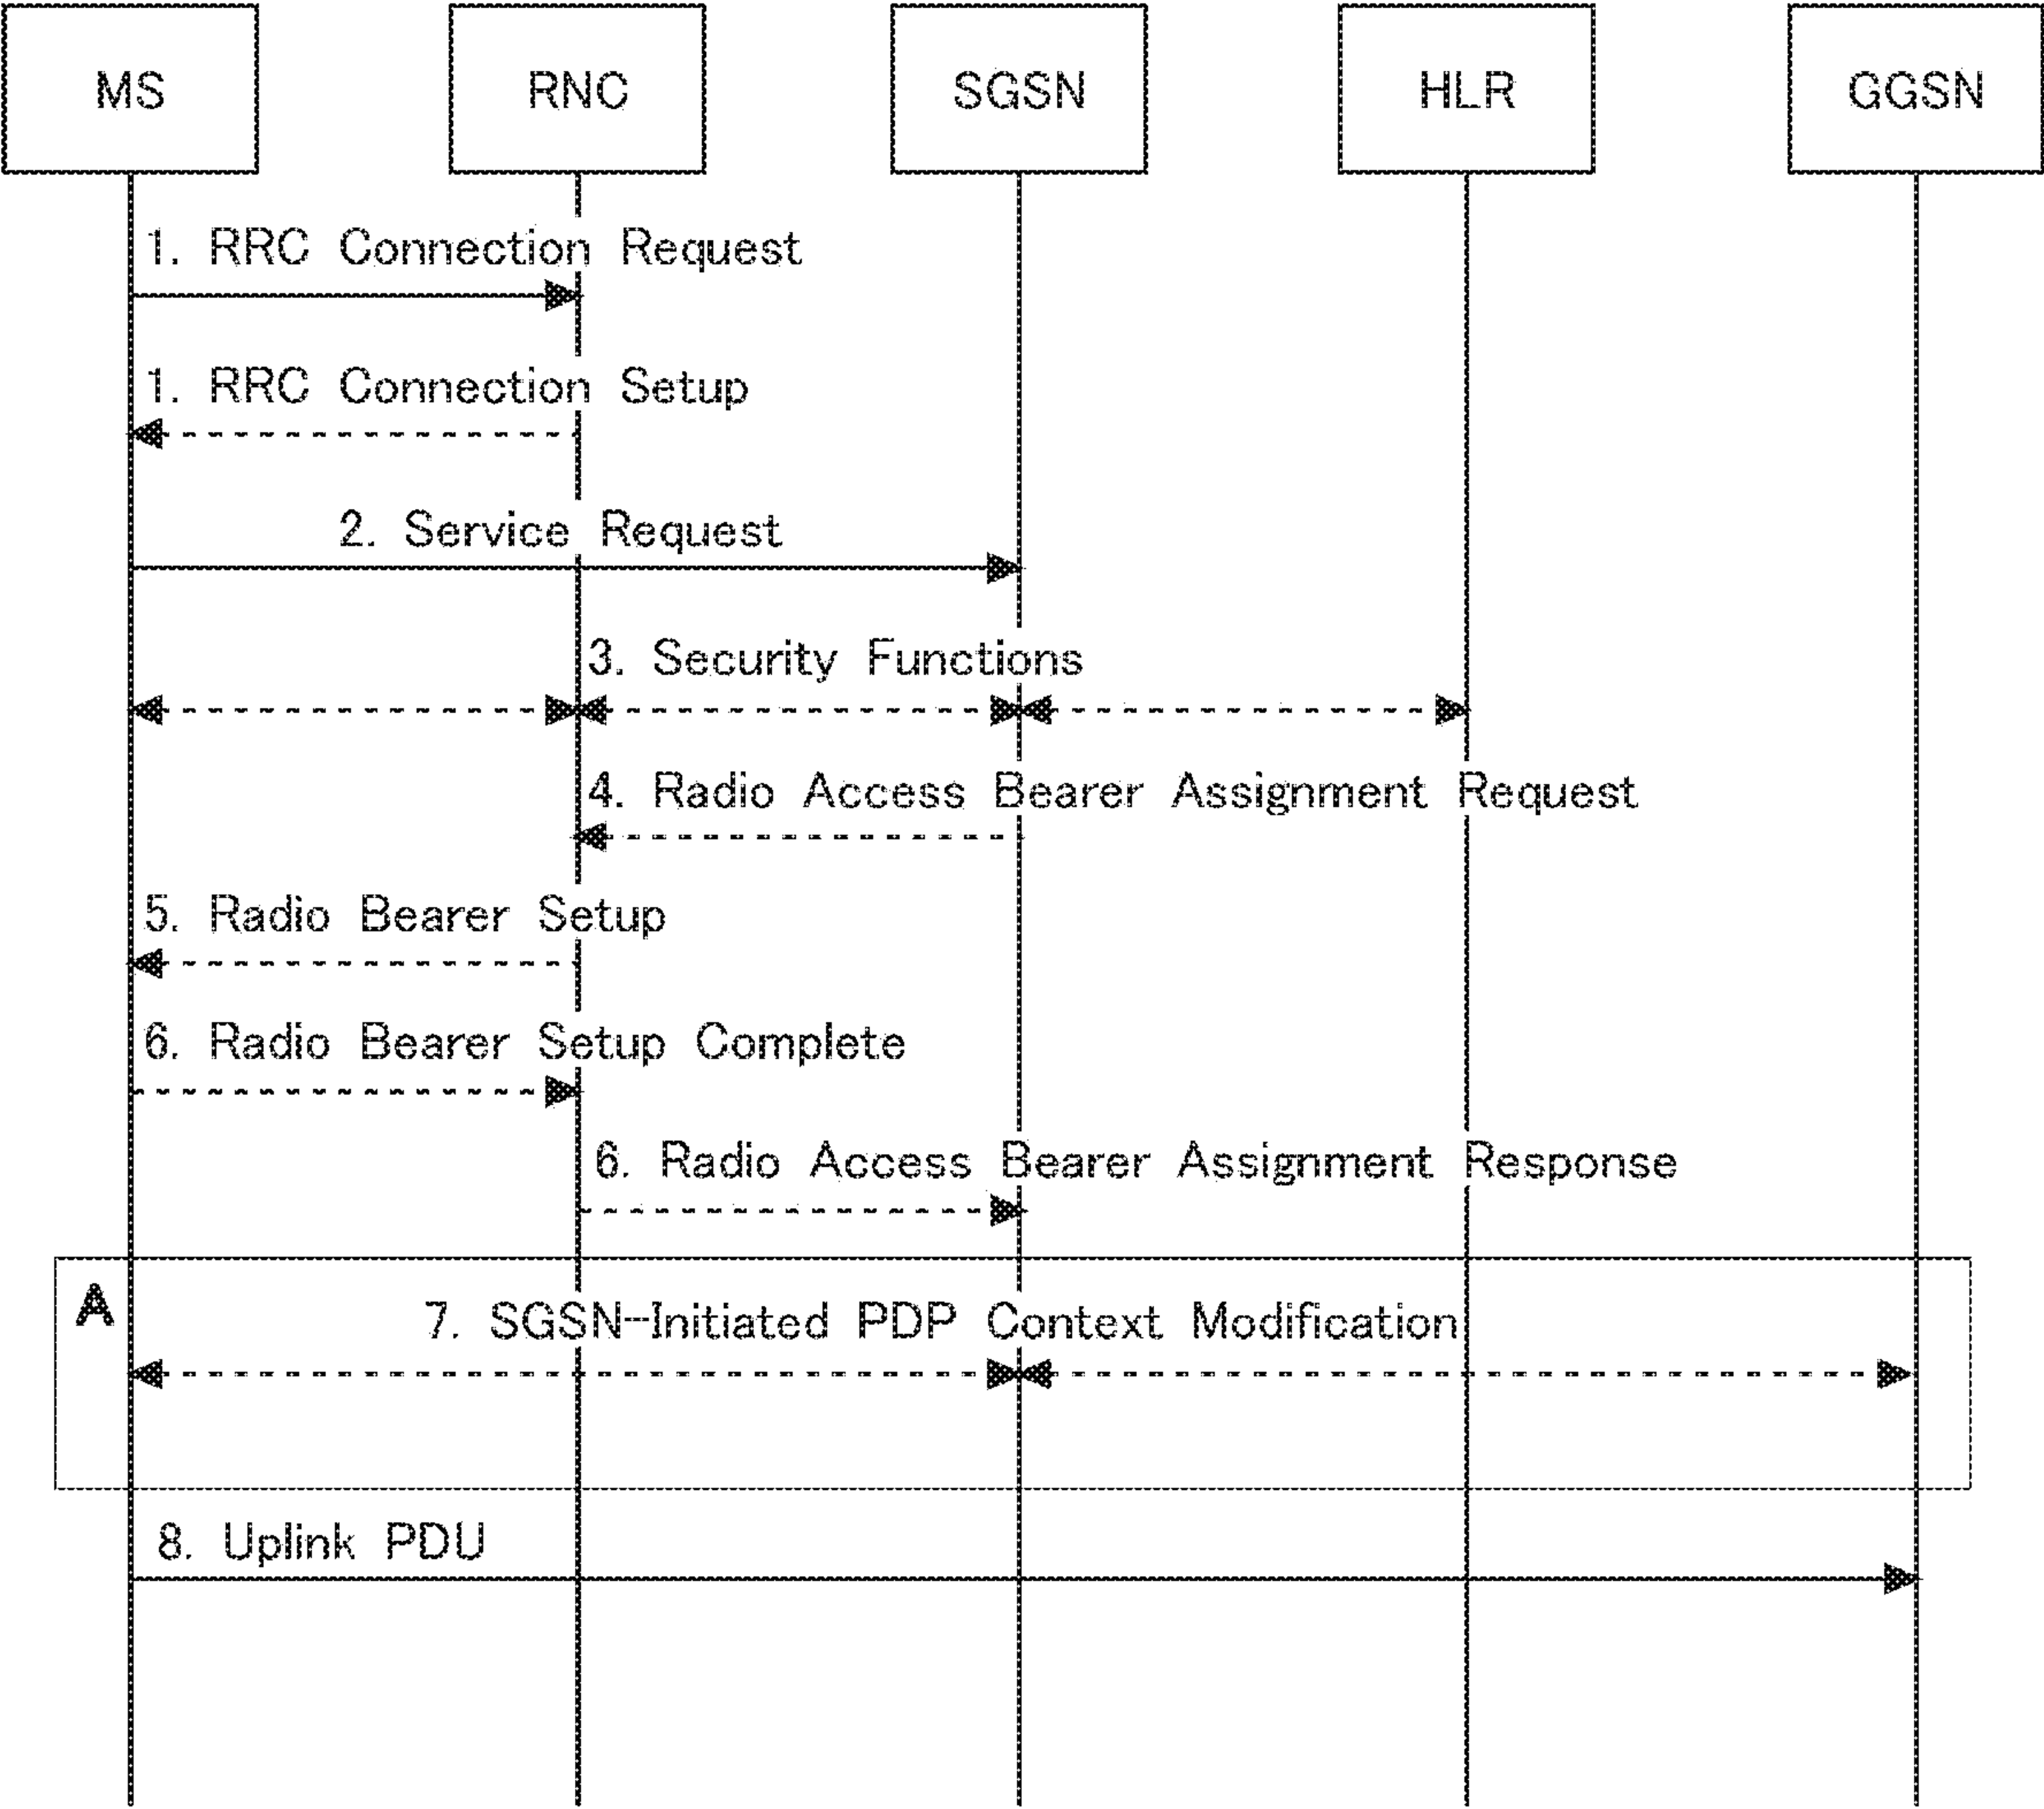 MS RNC SGSN HLR GGSN
1. RRC Connection Request
1. RRC Connection Setup
2. Service Request
3. Security Functions
4. Radio Access Bearer Assignment Request
5. Radio Bearer Setup
6. Radio Bearer Setup Complete
6. Radio Access Bearer Assignment Response
A
7. SGSN-Initiated PDP Context Modification
8. Uplink PDU